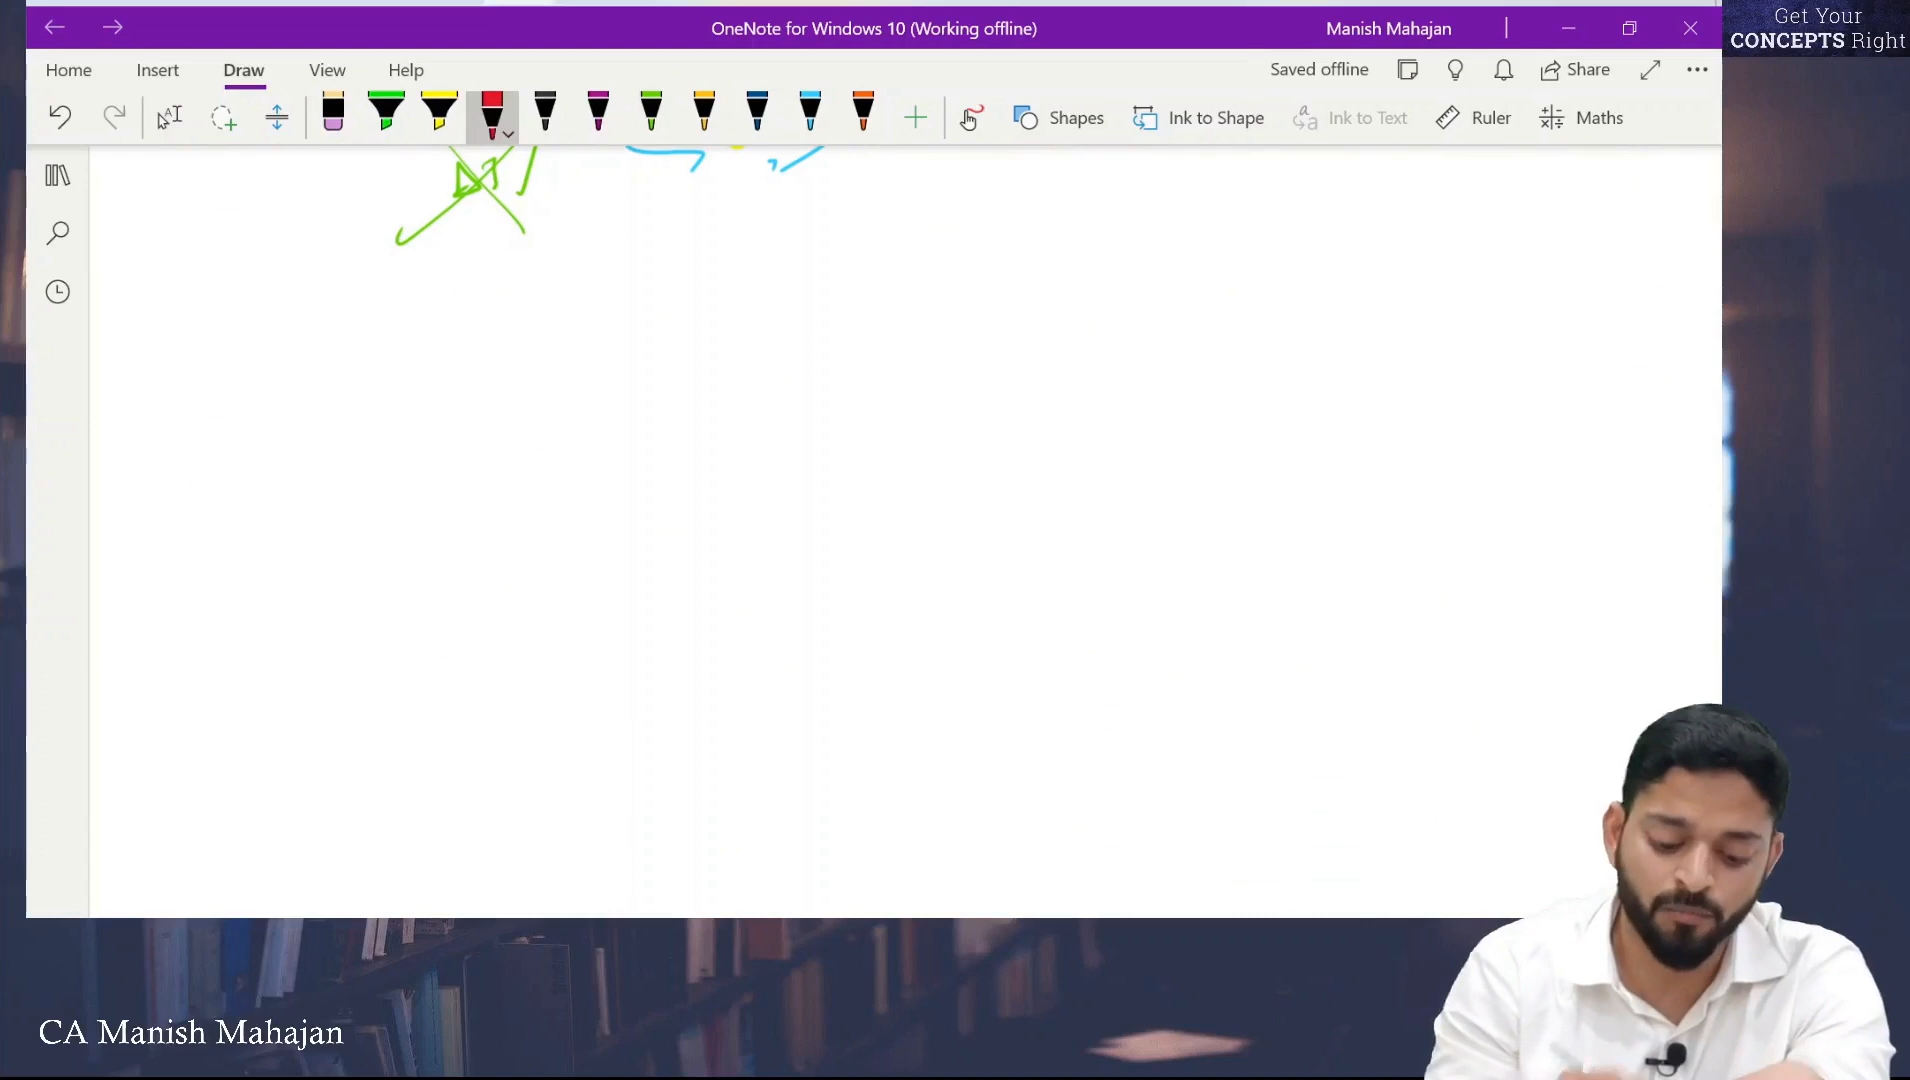 Get Your
CONCEPTS Right
OneNote for Windows 10 (Working offline)
Manish Mahajan
Home Insert Draw View Help
Saved offline
Share
Shapes
Ink to Shape
Ink to Text
Ruler
Maths
CA Manish Mahajan